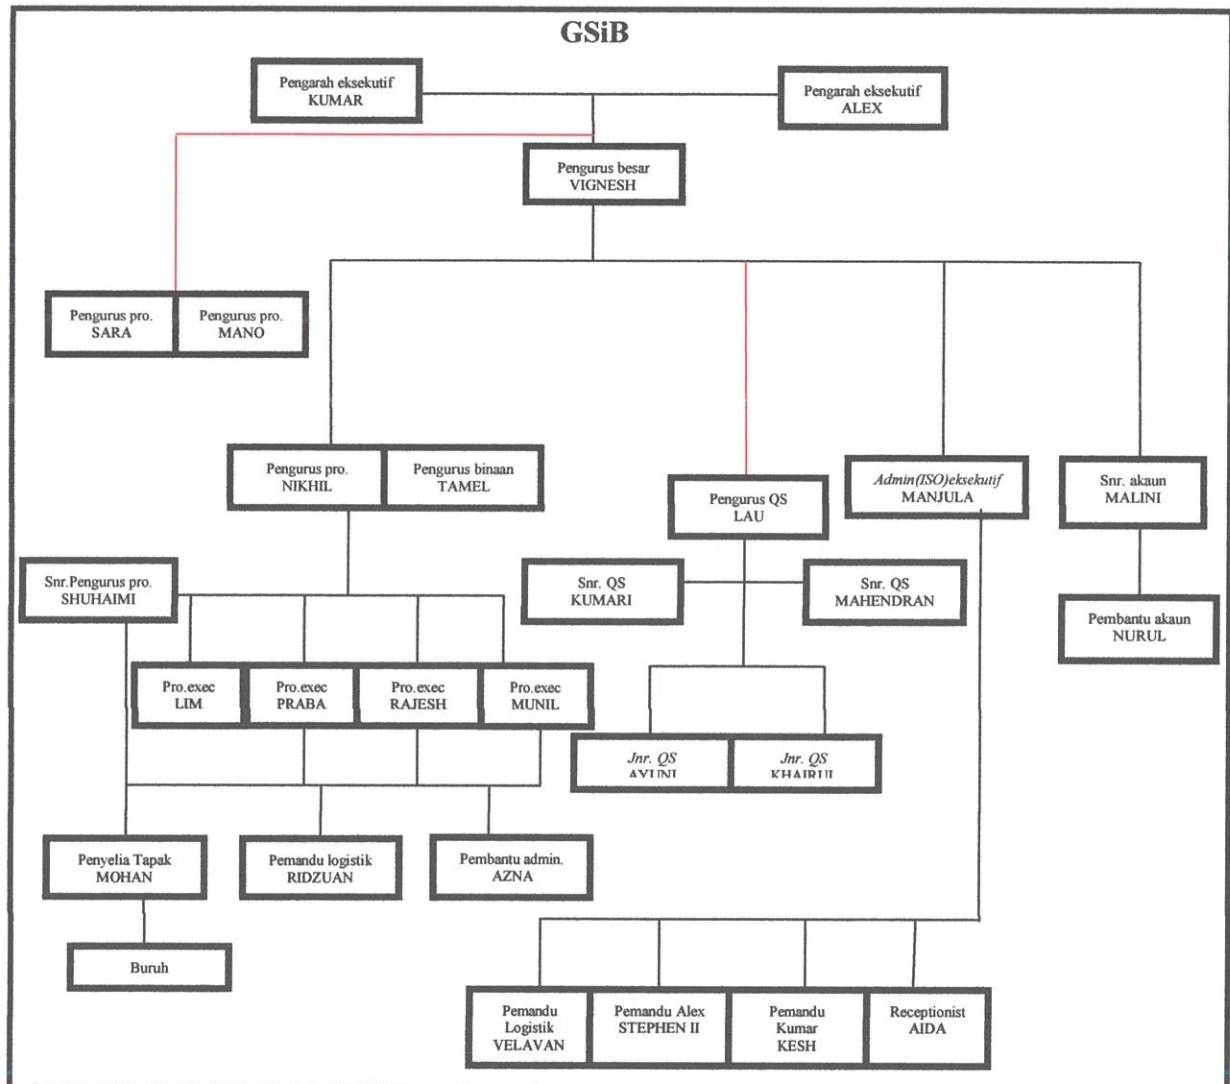 GSiB
Pengarah eksekutif
KUMAR
Pengarah eksekutif
ALEX
Pengurus besar
VIGNESH
Pengurus pro.
SARA
Pengurus pro.
MANO
Pengurus pro.
NIKHIL
Pengurus binaan
TAMEL
Pengurus QS
LAU
Admin(ISO)eksekutif
MANJULA
Snr. akaun
MALINI
Snr.Pengurus pro.
SHUHAIMI
Snr. QS
KUMARI
Snr. QS
MAHENDRAN
Pembantu akaun
NURUL
Pro.exec
LIM
Pro.exec
PRABA
Pro.exec
RAJESH
Pro.exec
MUNIL
Jnr. QS
AYUNI
Jnr. QS
KHAIRUL
Penyelia Tapak
MOHAN
Pemandu logistik
RIDZUAN
Pembantu admin.
AZNA
Buruh
Pemandu
Logistik
VELAVAN
Pemandu Alex
STEPHEN II
Pemandu
Kumar
KESH
Receptionist
AIDA